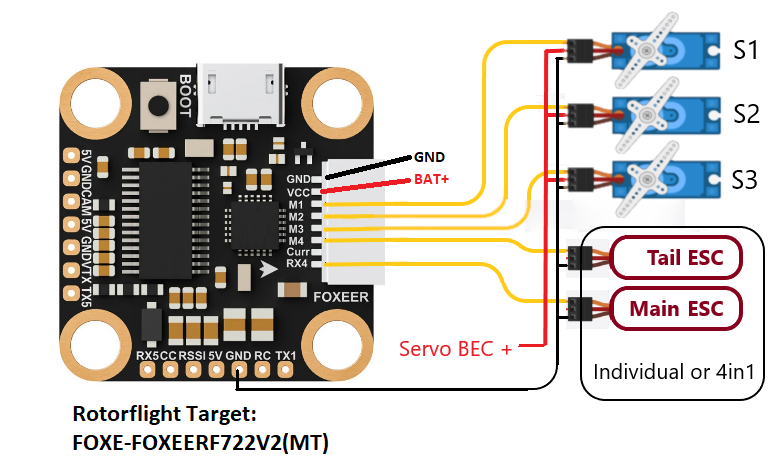 BOOT
S1
S2
S3
5V
GND
CAM
5V
GND
VTX
TX5
GND
VCC
M1
M2
M3
M4
Curr
RX4
GND
BAT+
FOXEER
Tail ESC
Main ESC
Servo BEC +
RX5 CC RSSI 5V GND RC TX1
Individual or 4in1
Rotorflight Target:
FOXE-FOXEERF722V2(MT)